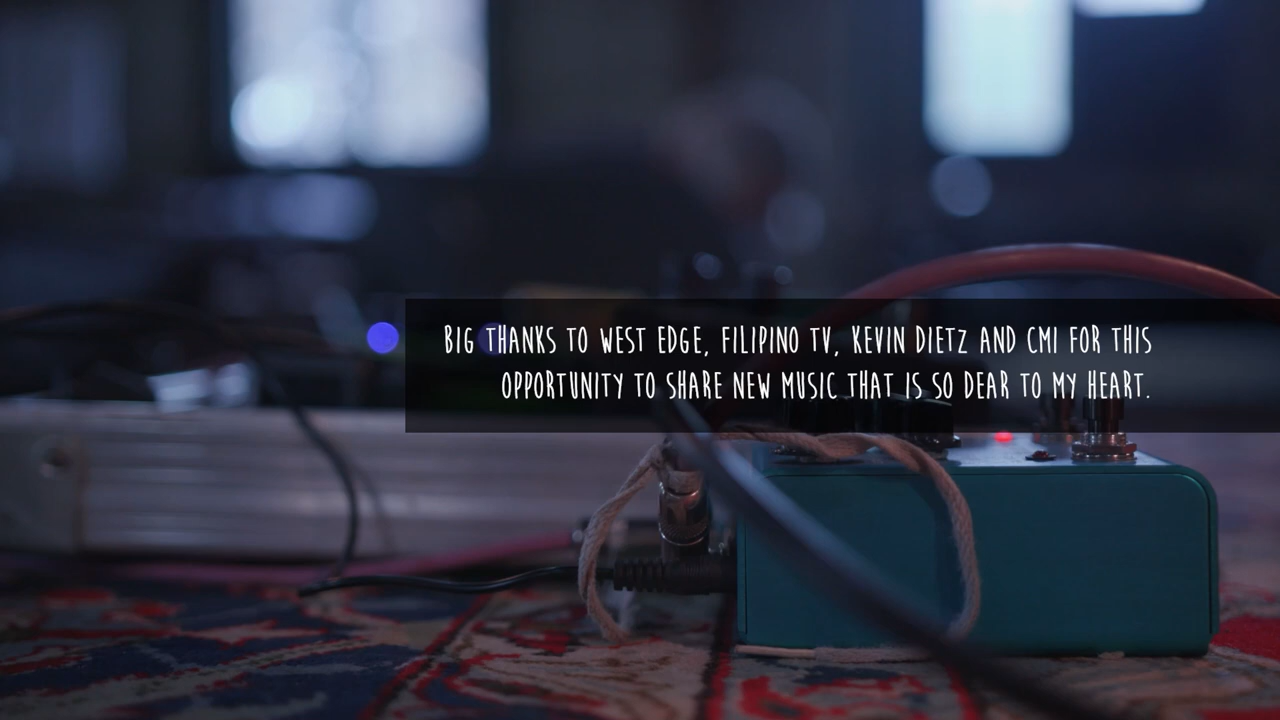 BIG THANKS TO WEST EDGE, FILIPINO TV, KEVIN DIETZ AND CMI FOR THIS
OPPORTUNITY TO SHARE NEW MUSIC THAT IS SO DEAR TO MY HEART.